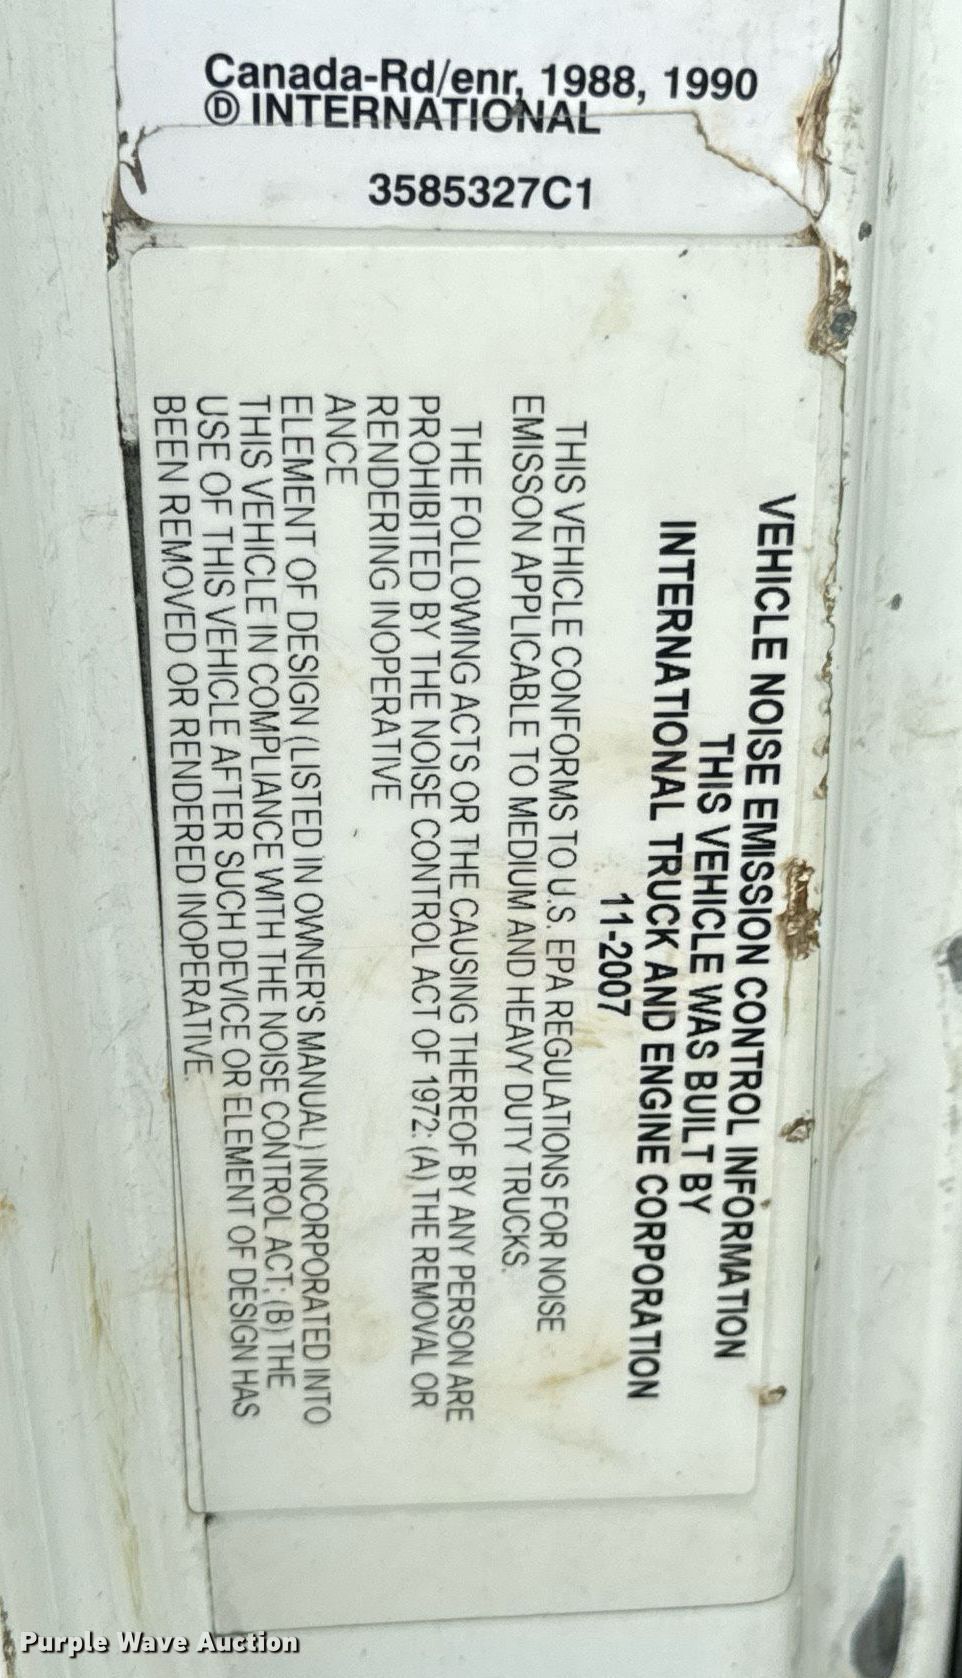 Canada-Rd/enr, 1988, 1990
Ⓓ INTERNATIONAL
3585327C1
VEHICLE NOISE EMISSION CONTROL INFORMATION
THIS VEHICLE WAS BUILT BY
INTERNATIONAL TRUCK AND ENGINE CORPORATION
11-2007
THIS VEHICLE CONFORMS TO U.S. EPA REGULATIONS FOR NOISE
EMISSON APPLICABLE TO MEDIUM AND HEAVY DUTY TRUCKS.
THE FOLLOWING ACTS OR THE CAUSING THEREOF BY ANY PERSON ARE
PROHIBITED BY THE NOISE CONTROL ACT OF 1972: (A) THE REMOVAL OR
RENDERING INOPERATIVE
ANCE
ELEMENT OF DESIGN (LISTED IN OWNER'S MANUAL) INCORPORATED INTO
THIS VEHICLE IN COMPLIANCE WITH THE NOISE CONTROL ACT; (B) THE
USE OF THIS VEHICLE AFTER SUCH DEVICE OR ELEMENT OF DESIGN HAS
BEEN REMOVED OR RENDERED INOPERATIVE.
Purple Wave Auction